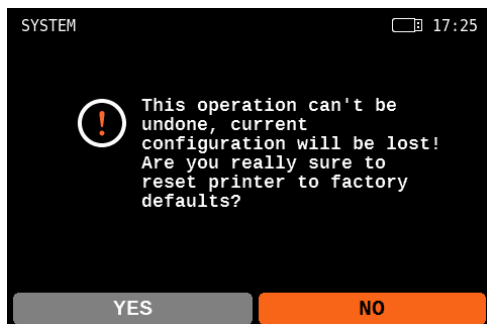 SYSTEM 17:25
!
This operation can't be
undone, current
configuration will be lost!
Are you really sure to
reset printer to factory
defaults?
YES NO